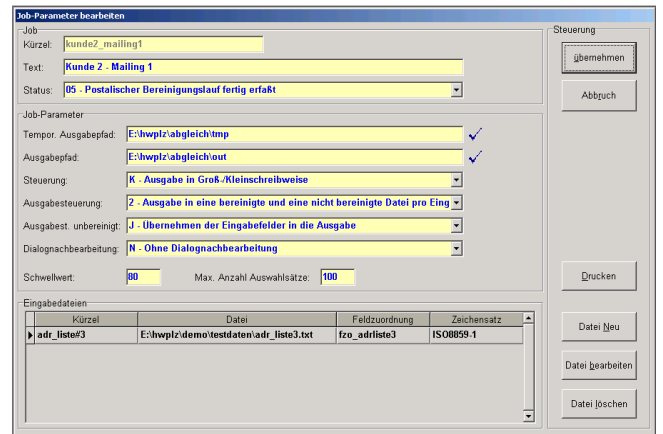 Job-Parameter bearbeiten
Job
Kürzel: kunde2_mailing1
Text: Kunde 2 - Mailing 1
Status: 05 - Postalischer Bereinigungslauf fertig erfaßt
Job-Parameter
Tempor. Ausgabepfad: E:\hwplz\abgleich\tmp
Ausgabepfad: E:\hwplz\abgleich\out
Steuerung: K - Ausgabe in Groß-/Kleinschreibweise
Ausgabesteuerung: 2 - Ausgabe in eine bereinigte und eine nicht bereinigte Datei pro Eing
Ausgabest. unbereinigt: J - Übernehmen der Eingabefelder in die Ausgabe
Dialognachbearbeitung: N - Ohne Dialognachbearbeitung
Schwellwert: 80 Max. Anzahl Auswahlsätze: 100
Eingabedateien
Kürzel Datei Feldzuordnung Zeichensatz
adr_liste#3 E:\hwplz\demo\testdaten\adr_liste3.txt fzo_adrliste3 ISO8859-1
Steuerung
übernehmen
Abbruch
Drucken
Datei Neu
Datei bearbeiten
Datei löschen